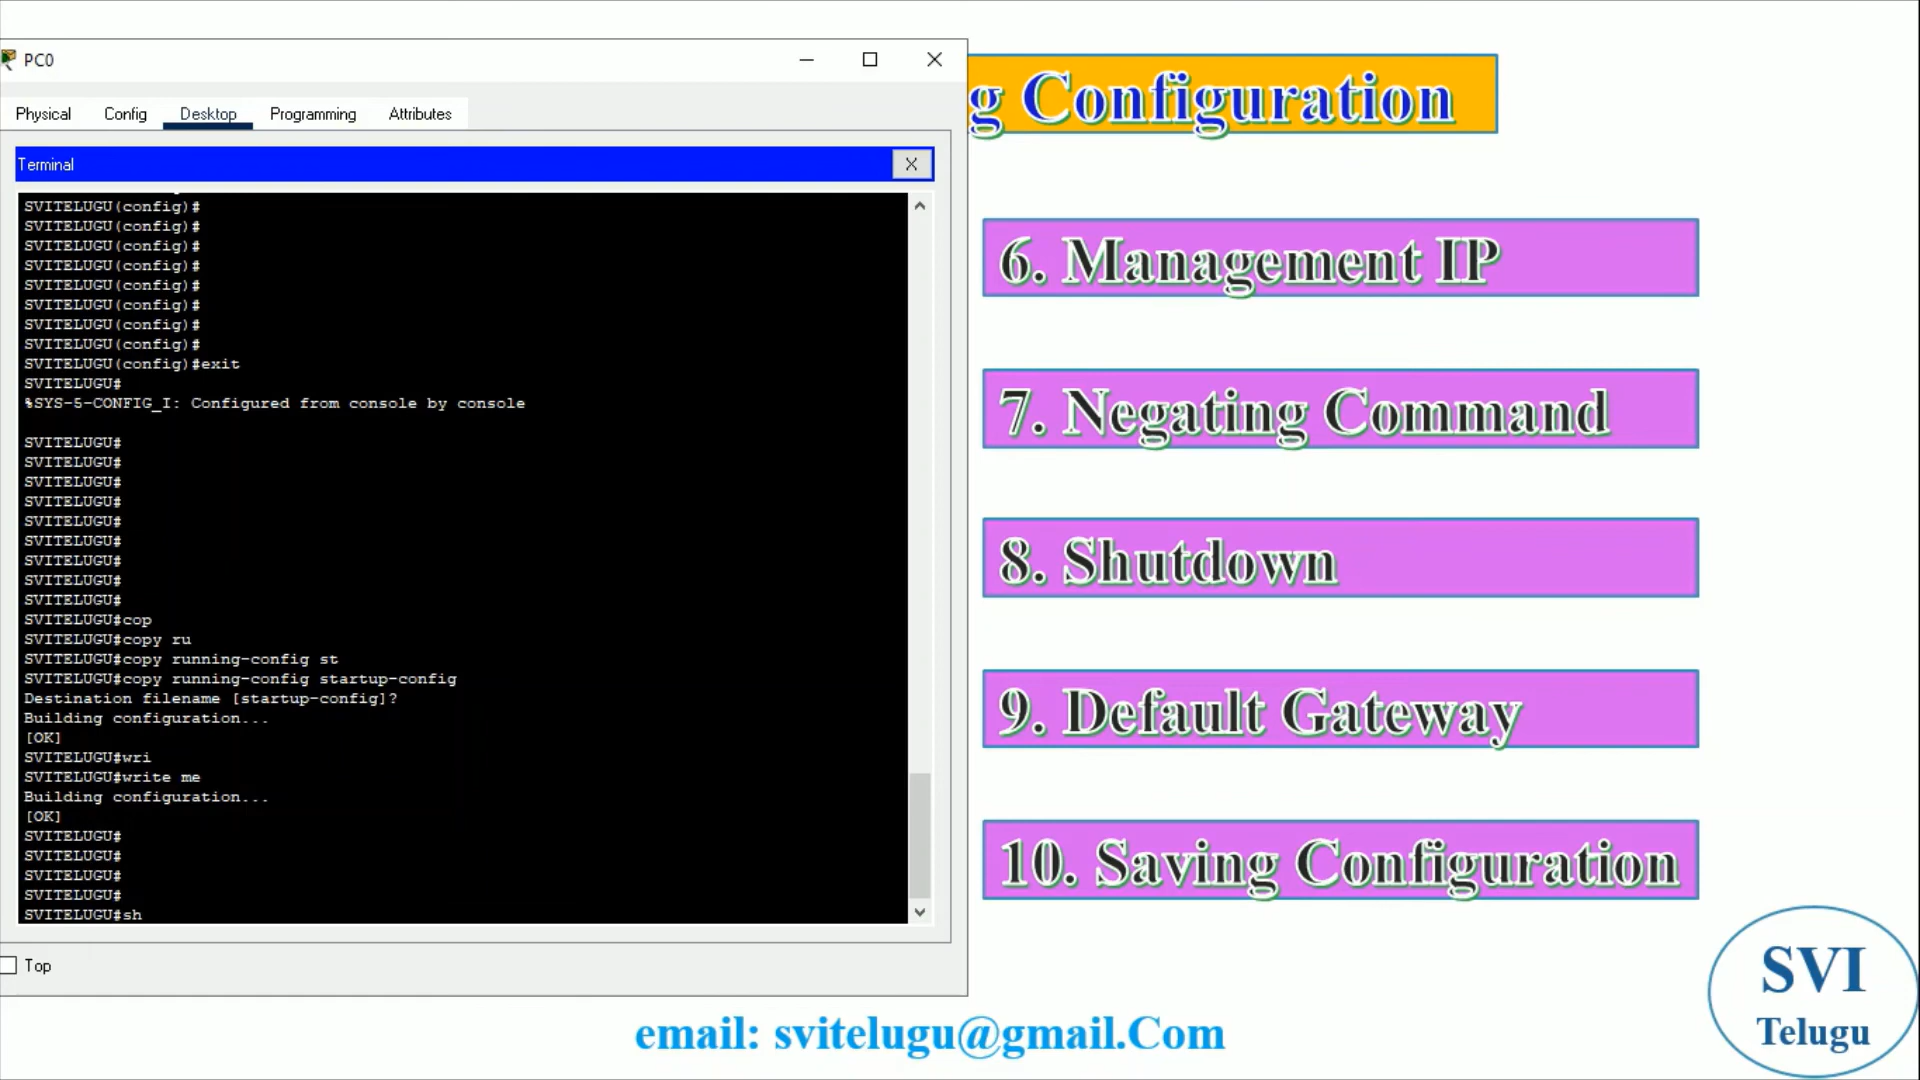 PC0
Physical Config Desktop Programming Attributes
Terminal
X
SVITELUGU(config)#
SVITELUGU(config)#
SVITELUGU(config)#
SVITELUGU(config)#
SVITELUGU(config)#
SVITELUGU(config)#
SVITELUGU(config)#
SVITELUGU(config)#
SVITELUGU(config)#exit
SVITELUGU#
%SYS-5-CONFIG_I: Configured from console by console
SVITELUGU#
SVITELUGU#
SVITELUGU#
SVITELUGU#
SVITELUGU#
SVITELUGU#
SVITELUGU#
SVITELUGU#
SVITELUGU#
SVITELUGU#cop
SVITELUGU#copy ru
SVITELUGU#copy running-config st
SVITELUGU#copy running-config startup-config
Destination filename [startup-config]?
Building configuration...
[OK]
SVITELUGU#wri
SVITELUGU#write me
Building configuration...
[OK]
SVITELUGU#
SVITELUGU#
SVITELUGU#
SVITELUGU#
SVITELUGU#sh
Top
g Configuration
6. Management IP
7. Negating Command
8. Shutdown
9. Default Gateway
10. Saving Configuration
email: svitelugu@gmail.Com
SVI
Telugu